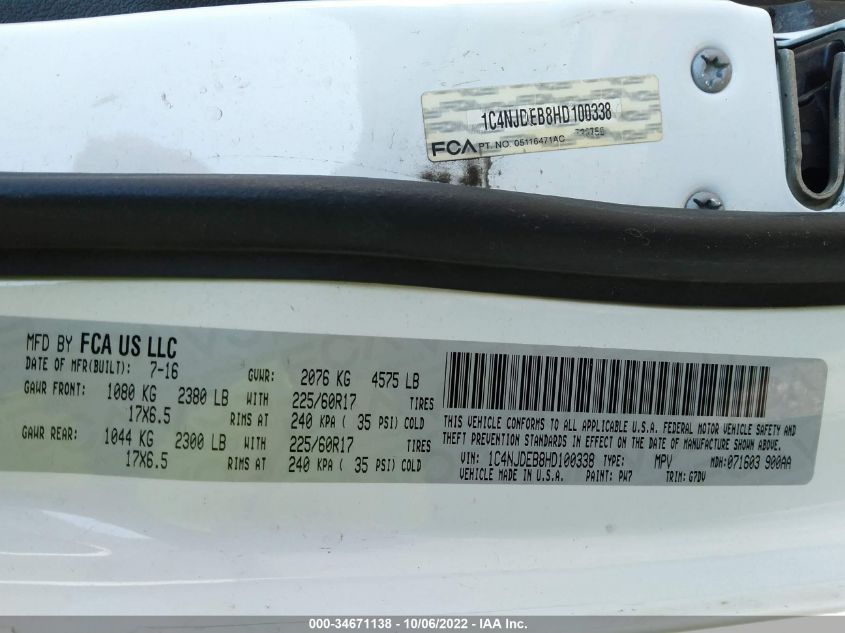 1C4NJDEB8HD100338
FCA PT. NO. 05116471AC
MFD BY FCA US LLC
DATE OF MFR(BUILT): 7-16 GVWR: 2076 KG 4575 LB
GAWR FRONT: 1080 KG 2380 LB WITH 225/60R17 TIRES
17X6.5 RIMS AT 240 KPA ( 35 PSI) COLD
GAWR REAR: 1044 KG 2300 LB WITH 225/60R17 TIRES
17X6.5 RIMS AT 240 KPA ( 35 PSI) COLD
THIS VEHICLE CONFORMS TO ALL APPLICABLE U.S.A. FEDERAL MOTOR VEHICLE SAFETY AND
THEFT PREVENTION STANDARDS IN EFFECT ON THE DATE OF MANUFACTURE SHOWN ABOVE.
VIN: 1C4NJDEB8HD100338 TYPE: MPV MDH:071603 900AA
VEHICLE MADE IN U.S.A. PAINT: PW7 TRIM: G7DV
000-34671138 - 10/06/2022 - IAA Inc.